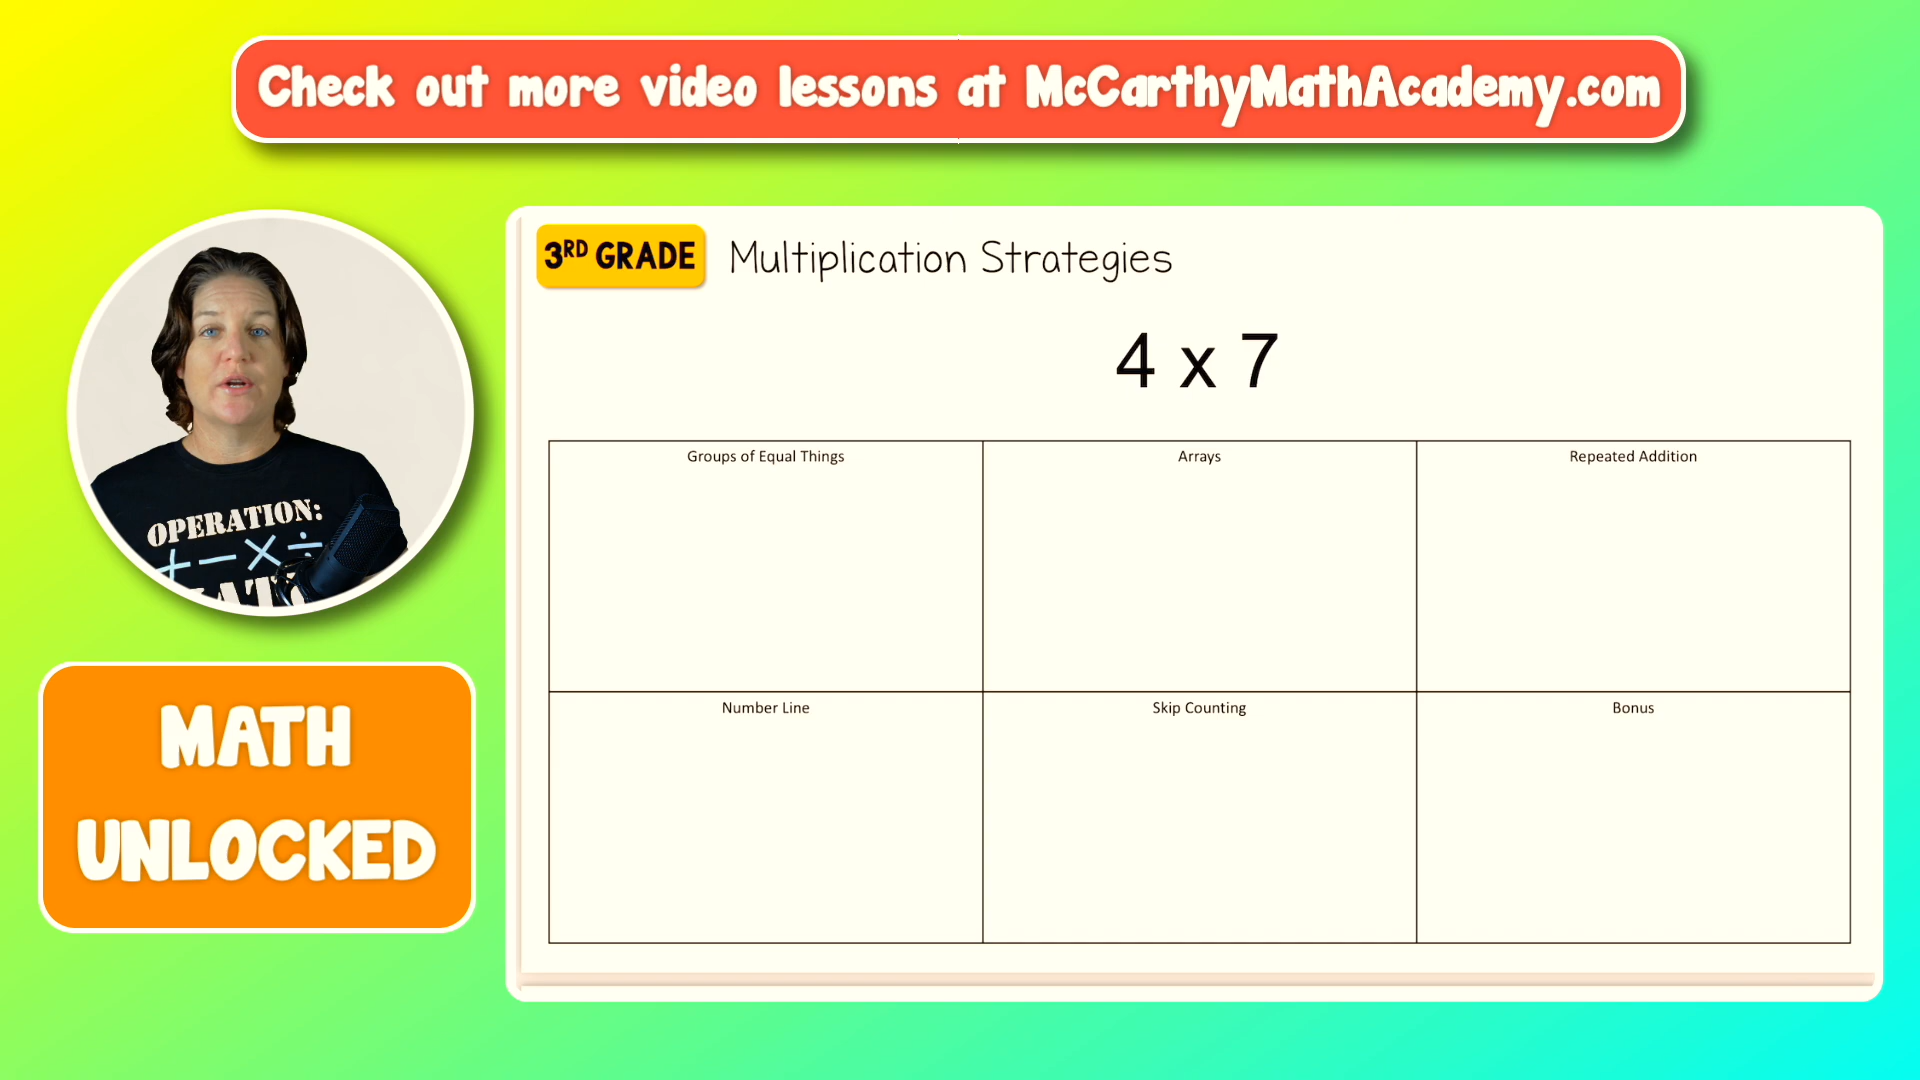 Check out more video lessons at McCarthyMathAcademy.com
3RD GRADE Multiplication Strategies
4 x 7
Groups of Equal Things
Arrays
Repeated Addition
Number Line
Skip Counting
Bonus
OPERATION:
+ − × ÷
MATH
UNLOCKED